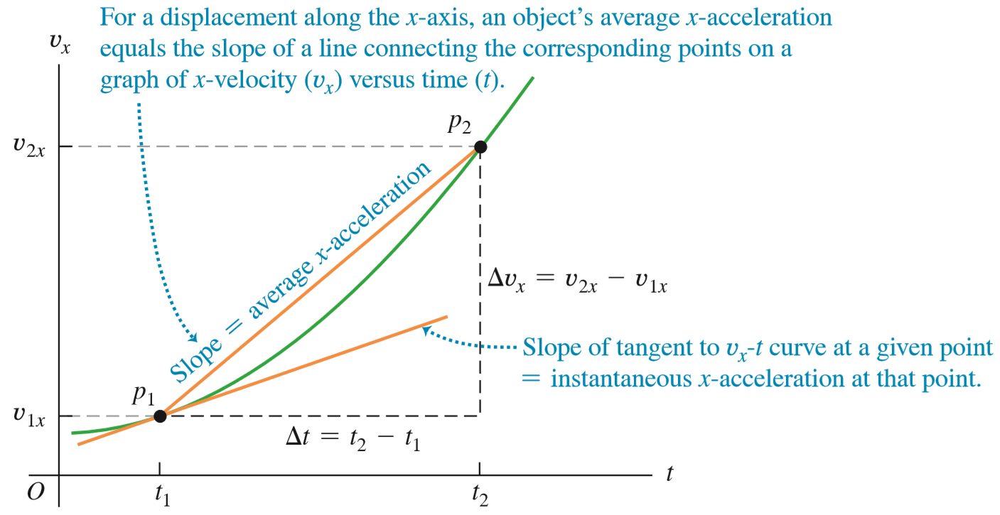 For a displacement along the x-axis, an object's average x-acceleration
equals the slope of a line connecting the corresponding points on a
graph of x-velocity (vₓ) versus time (t).
vₓ
p₂
v₂ₓ
Slope = average x-acceleration
Δvₓ = v₂ₓ − v₁ₓ
Slope of tangent to vₓ-t curve at a given point
= instantaneous x-acceleration at that point.
p₁
v₁ₓ
Δt = t₂ − t₁
t
O
t₁
t₂